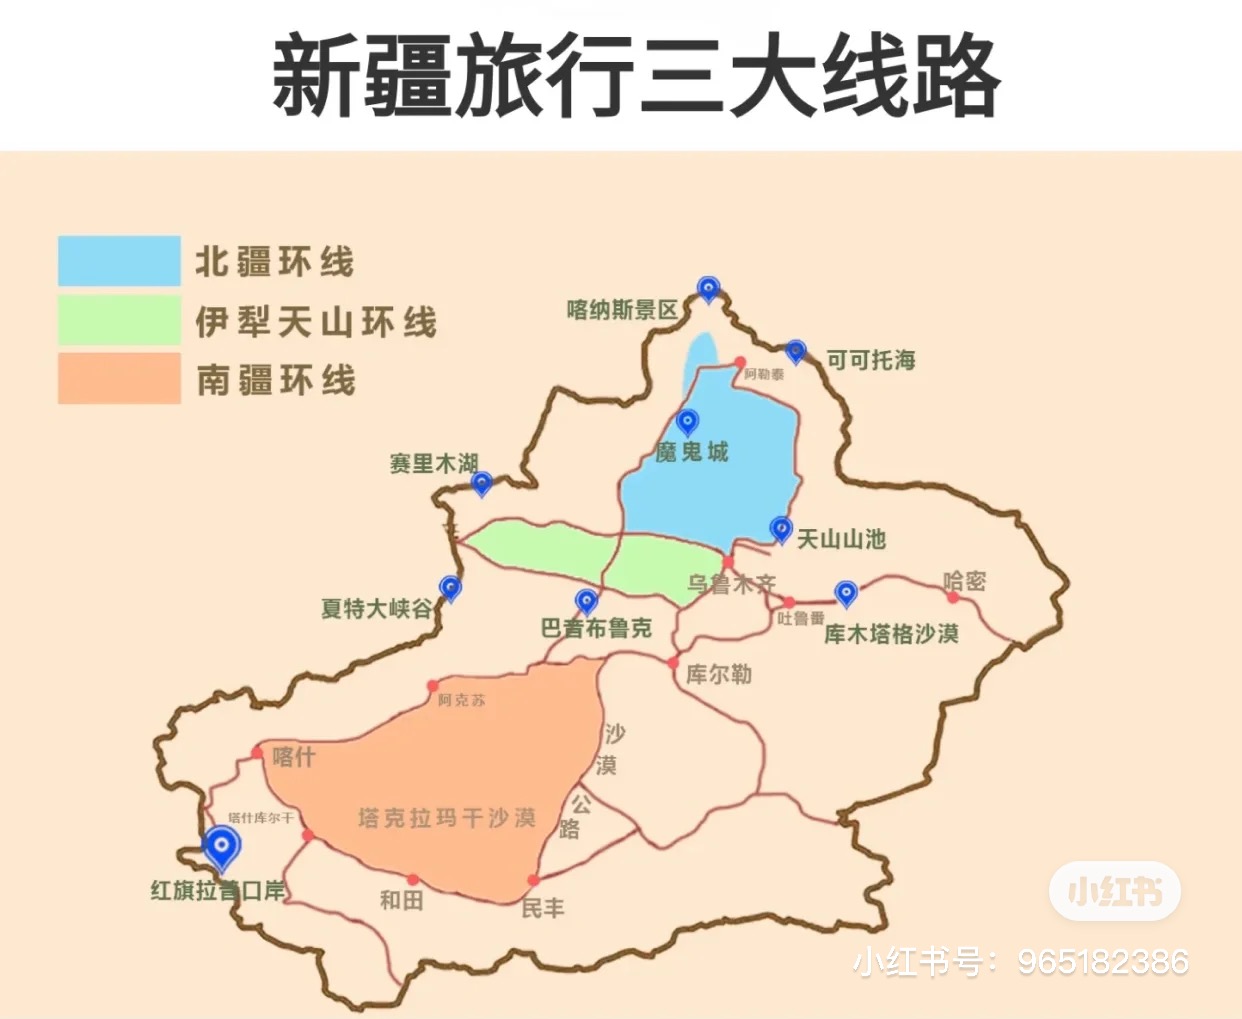 新疆旅行三大线路
北疆环线
伊犁天山环线
南疆环线
喀纳斯景区
可可托海
阿勒泰
魔鬼城
赛里木湖
天山山池
乌鲁木齐
哈密
夏特大峡谷
巴音布鲁克
吐鲁番
库木塔格沙漠
库尔勒
阿克苏
沙漠
公路
喀什
塔什库尔干
塔克拉玛干沙漠
红旗拉普口岸
和田
民丰
小红书
小红书号：965182386